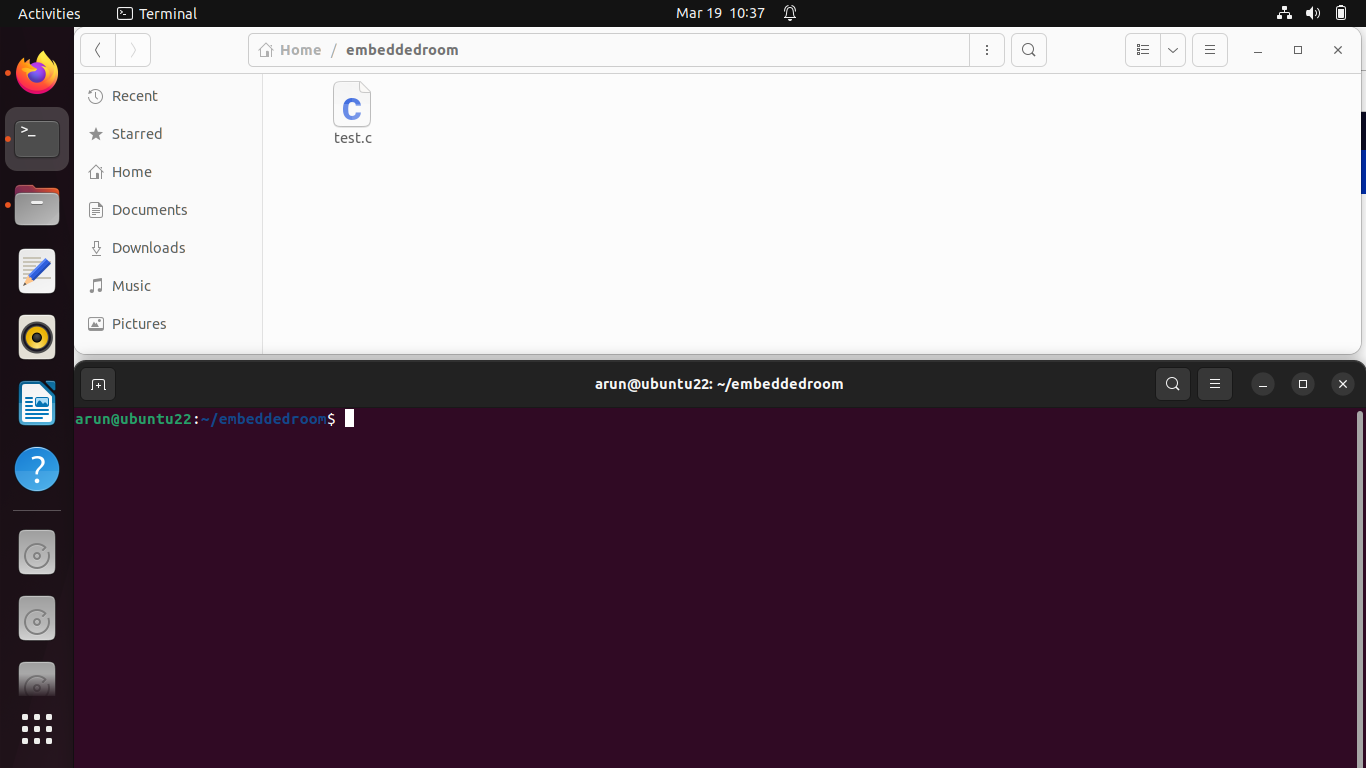 Activities Terminal Mar 19 10:37
Home / embeddedroom
Recent
Starred
Home
Documents
Downloads
Music
Pictures
C
test.c
arun@ubuntu22: ~/embeddedroom
arun@ubuntu22:~/embeddedroom$
>_
?